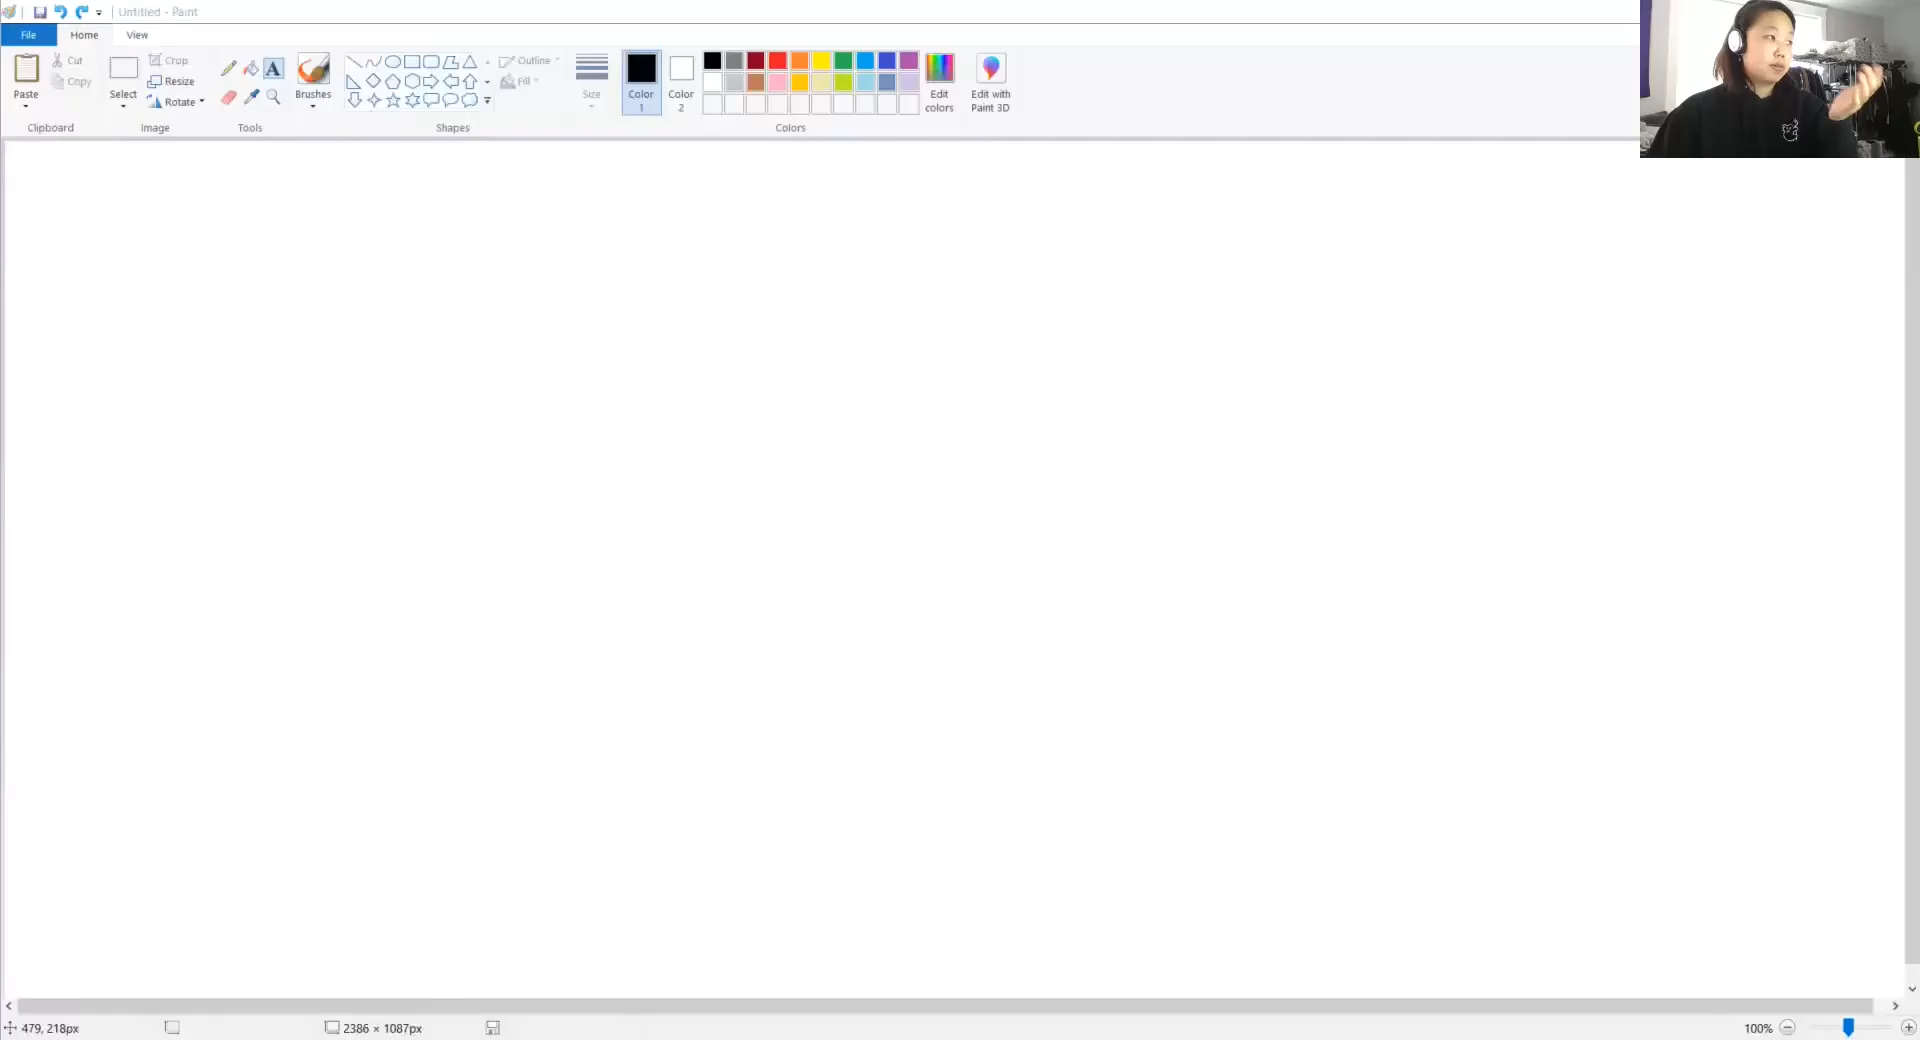 Untitled - Paint
File Home View
Paste
Cut
Copy
Clipboard
Select
Crop
Resize
Rotate
Image
A
Tools
Brushes
Shapes
Outline
Fill
Size
Color 1
Color 2
Colors
Edit colors
Edit with Paint 3D
479, 218px
2386 × 1087px
100%